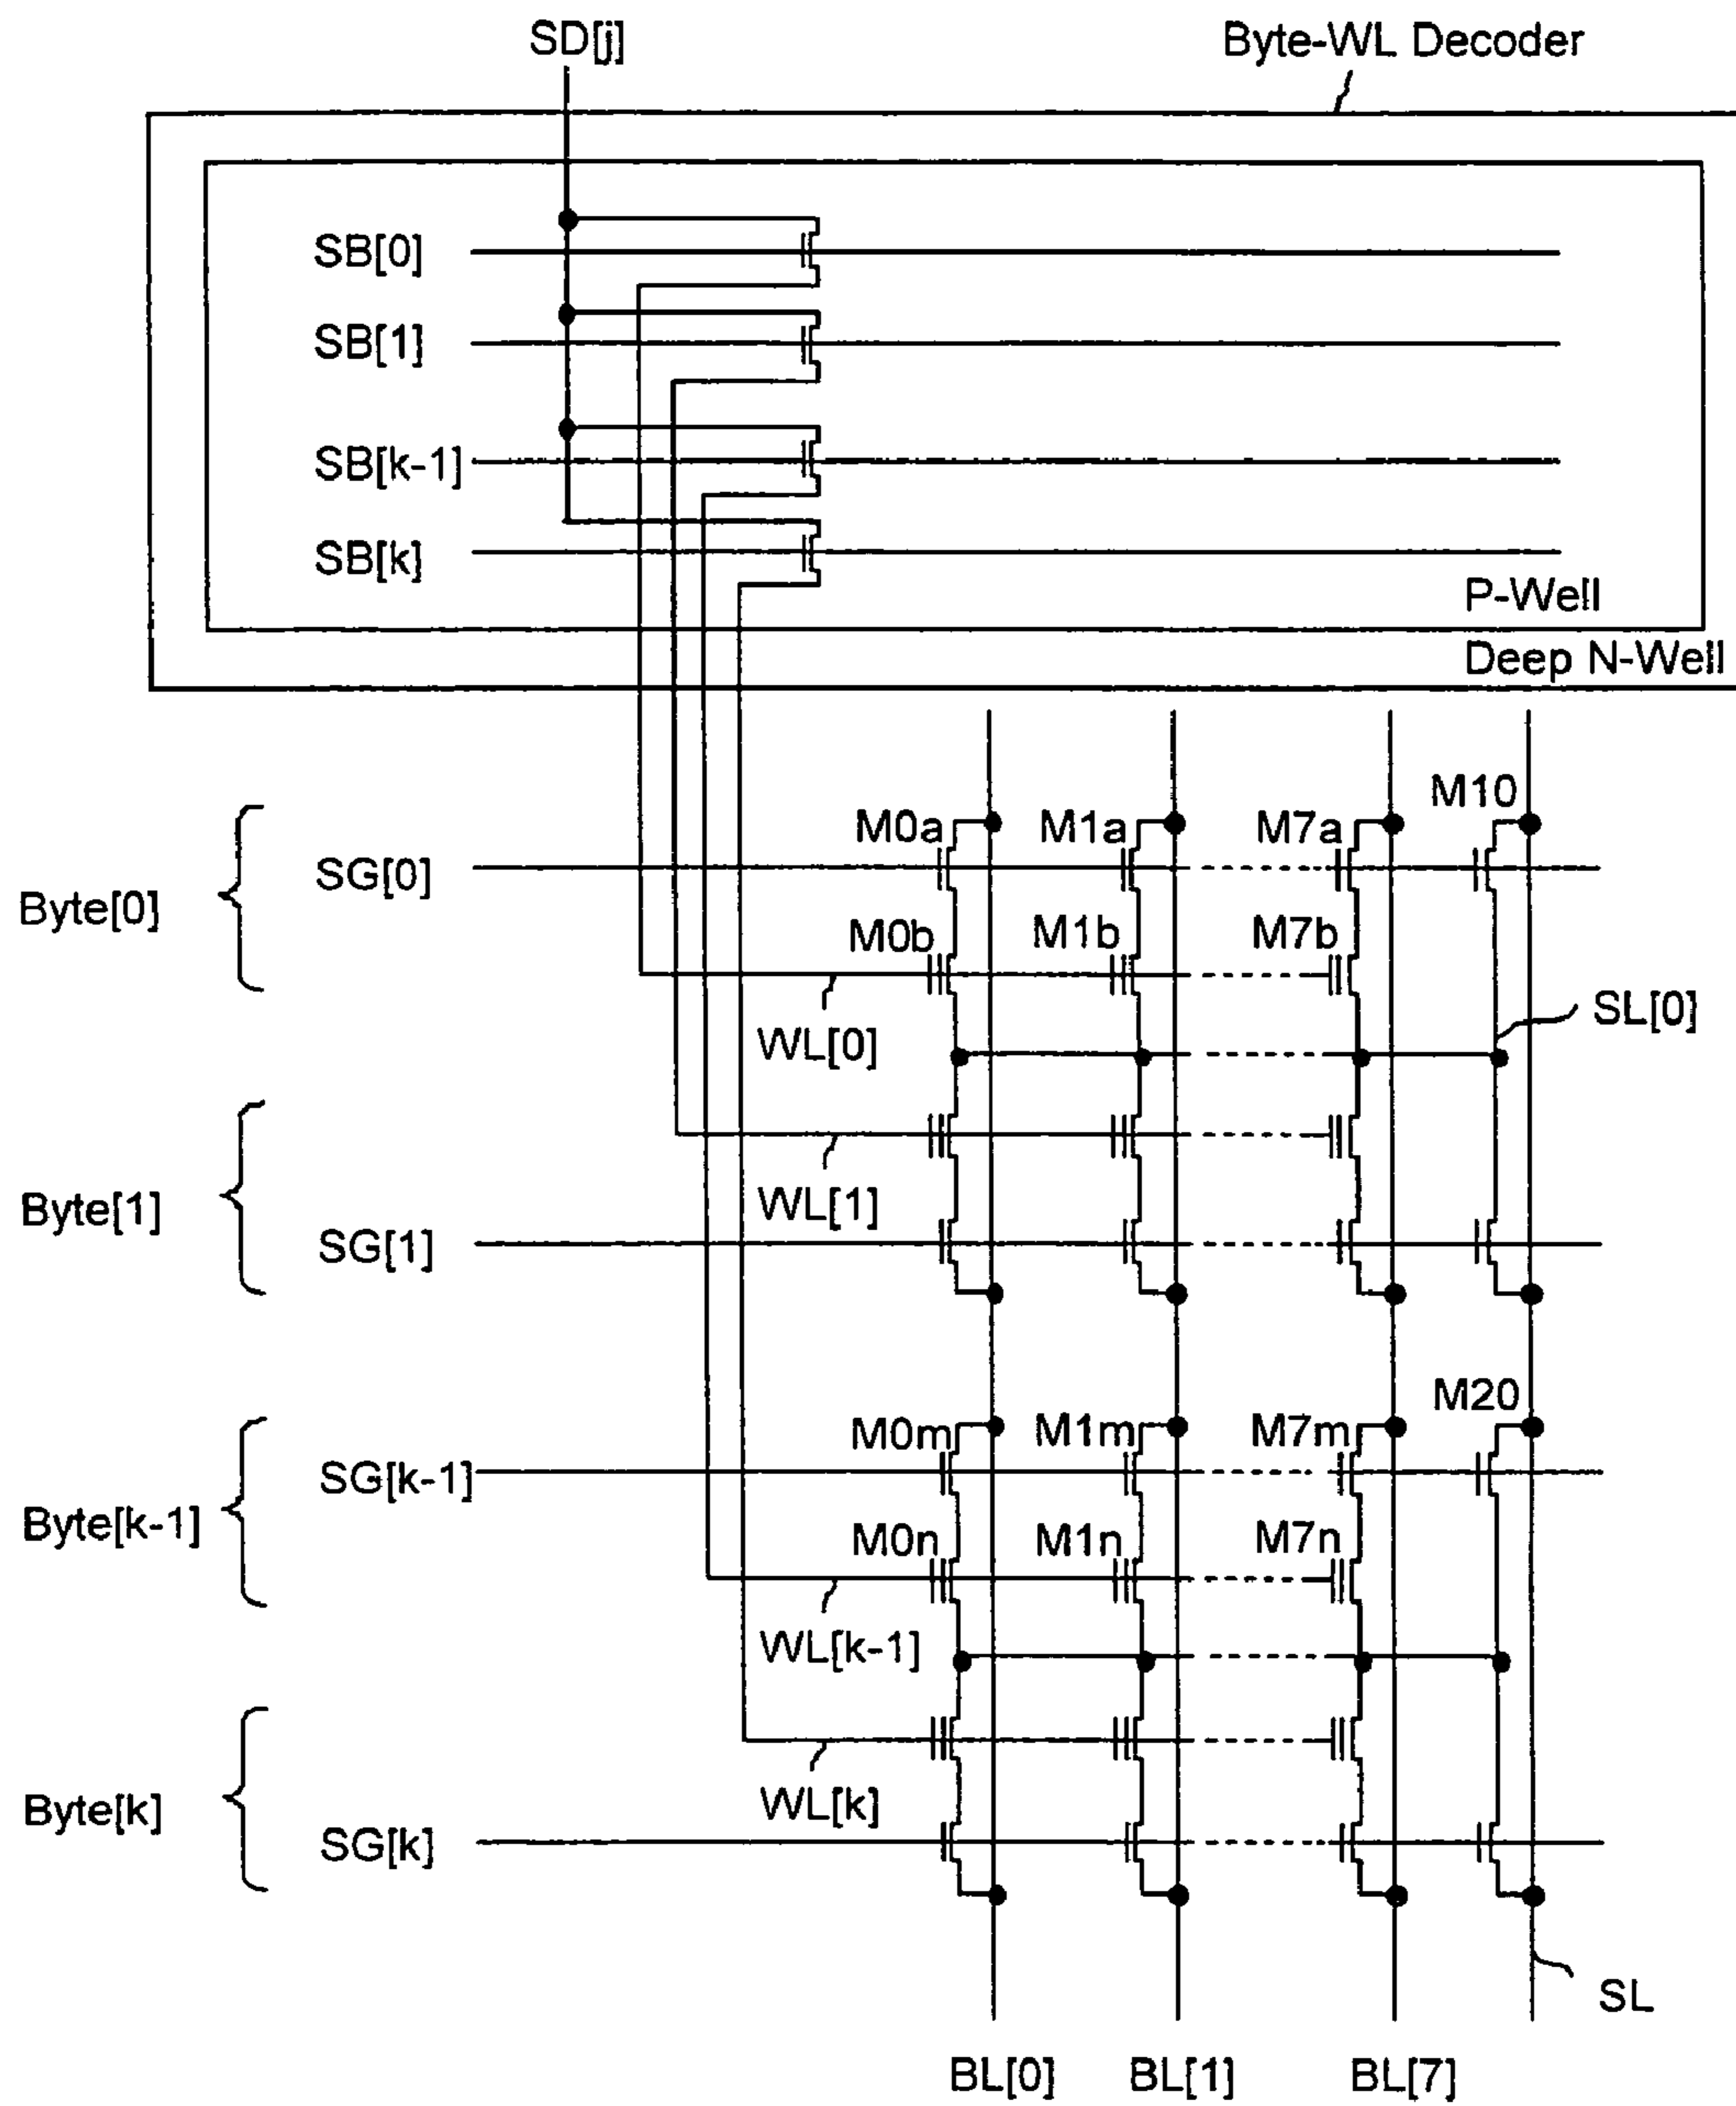 SD[j]
Byte-WL Decoder
SB[0]
SB[1]
SB[k-1]
SB[k]
P-Well
Deep N-Well
M10
M0a
M1a
M7a
SG[0]
Byte[0]
M0b
M1b
M7b
SL[0]
WL[0]
Byte[1]
WL[1]
SG[1]
M20
M0m
M1m
M7m
SG[k-1]
Byte[k-1]
M0n
M1n
M7n
WL[k-1]
WL[k]
Byte[k]
SG[k]
SL
BL[0]
BL[1]
BL[7]